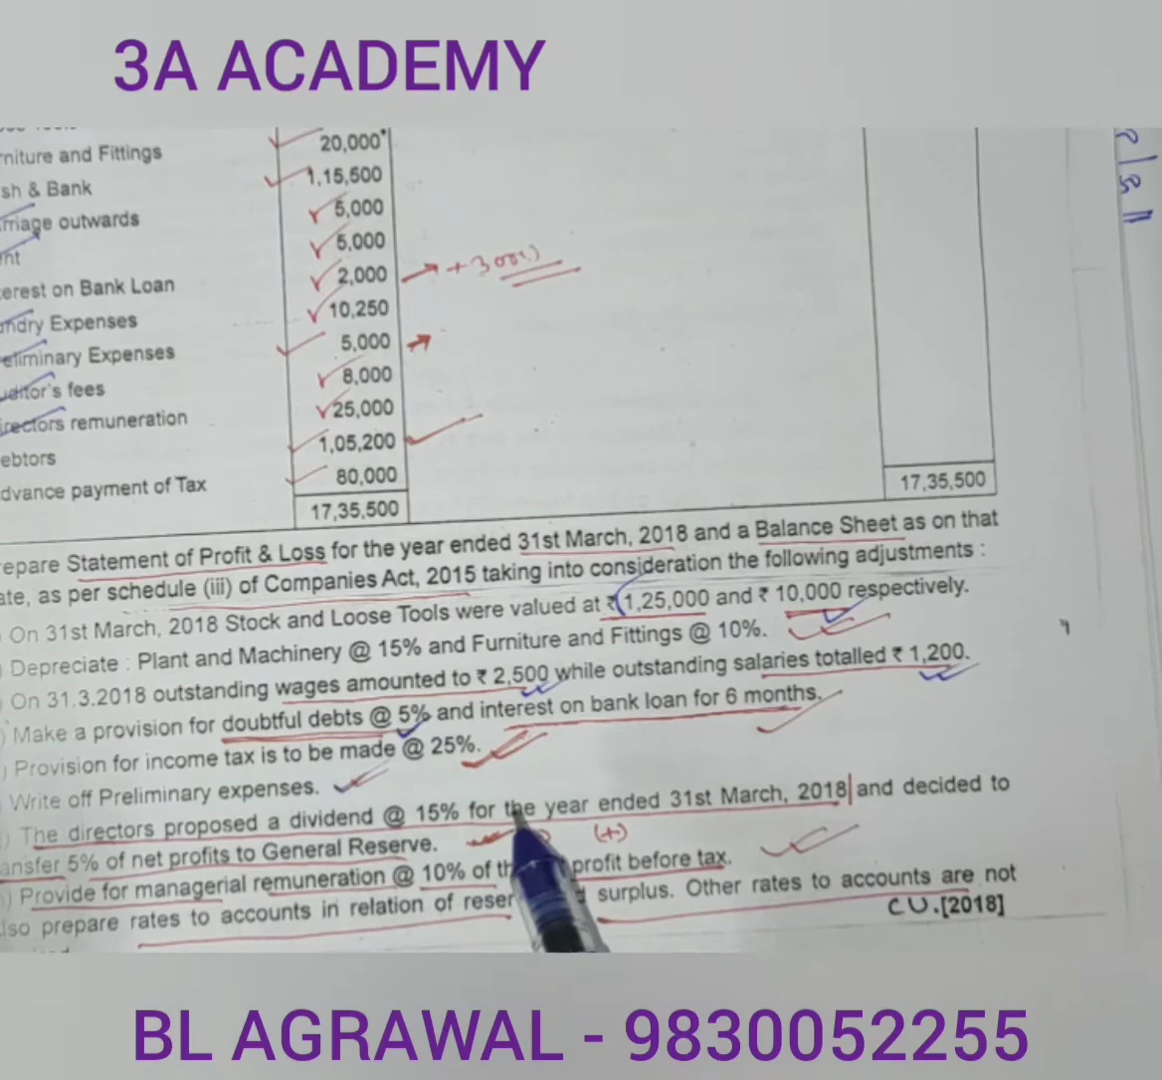 3A ACADEMY
rniture and Fittings 20,000
sh & Bank 1,15,500
rriage outwards 5,000
nt 5,000
erest on Bank Loan 2,000 +3000
ndry Expenses 10,250
eliminary Expenses 5,000
uditor's fees 8,000
irectors remuneration 25,000
ebtors 1,05,200
dvance payment of Tax 80,000
17,35,500 17,35,500
epare Statement of Profit & Loss for the year ended 31st March, 2018 and a Balance Sheet as on that
ate, as per schedule (iii) of Companies Act, 2015 taking into consideration the following adjustments :
On 31st March, 2018 Stock and Loose Tools were valued at ₹ 1,25,000 and ₹ 10,000 respectively.
Depreciate : Plant and Machinery @ 15% and Furniture and Fittings @ 10%.
On 31.3.2018 outstanding wages amounted to ₹ 2,500 while outstanding salaries totalled ₹ 1,200.
) Make a provision for doubtful debts @ 5% and interest on bank loan for 6 months.
) Provision for income tax is to be made @ 25%.
Write off Preliminary expenses.
) The directors proposed a dividend @ 15% for the year ended 31st March, 2018 and decided to
ansfer 5% of net profits to General Reserve. (+)
) Provide for managerial remuneration @ 10% of th profit before tax.
lso prepare rates to accounts in relation of reser surplus. Other rates to accounts are not
C U .[2018]
BL AGRAWAL - 9830052255